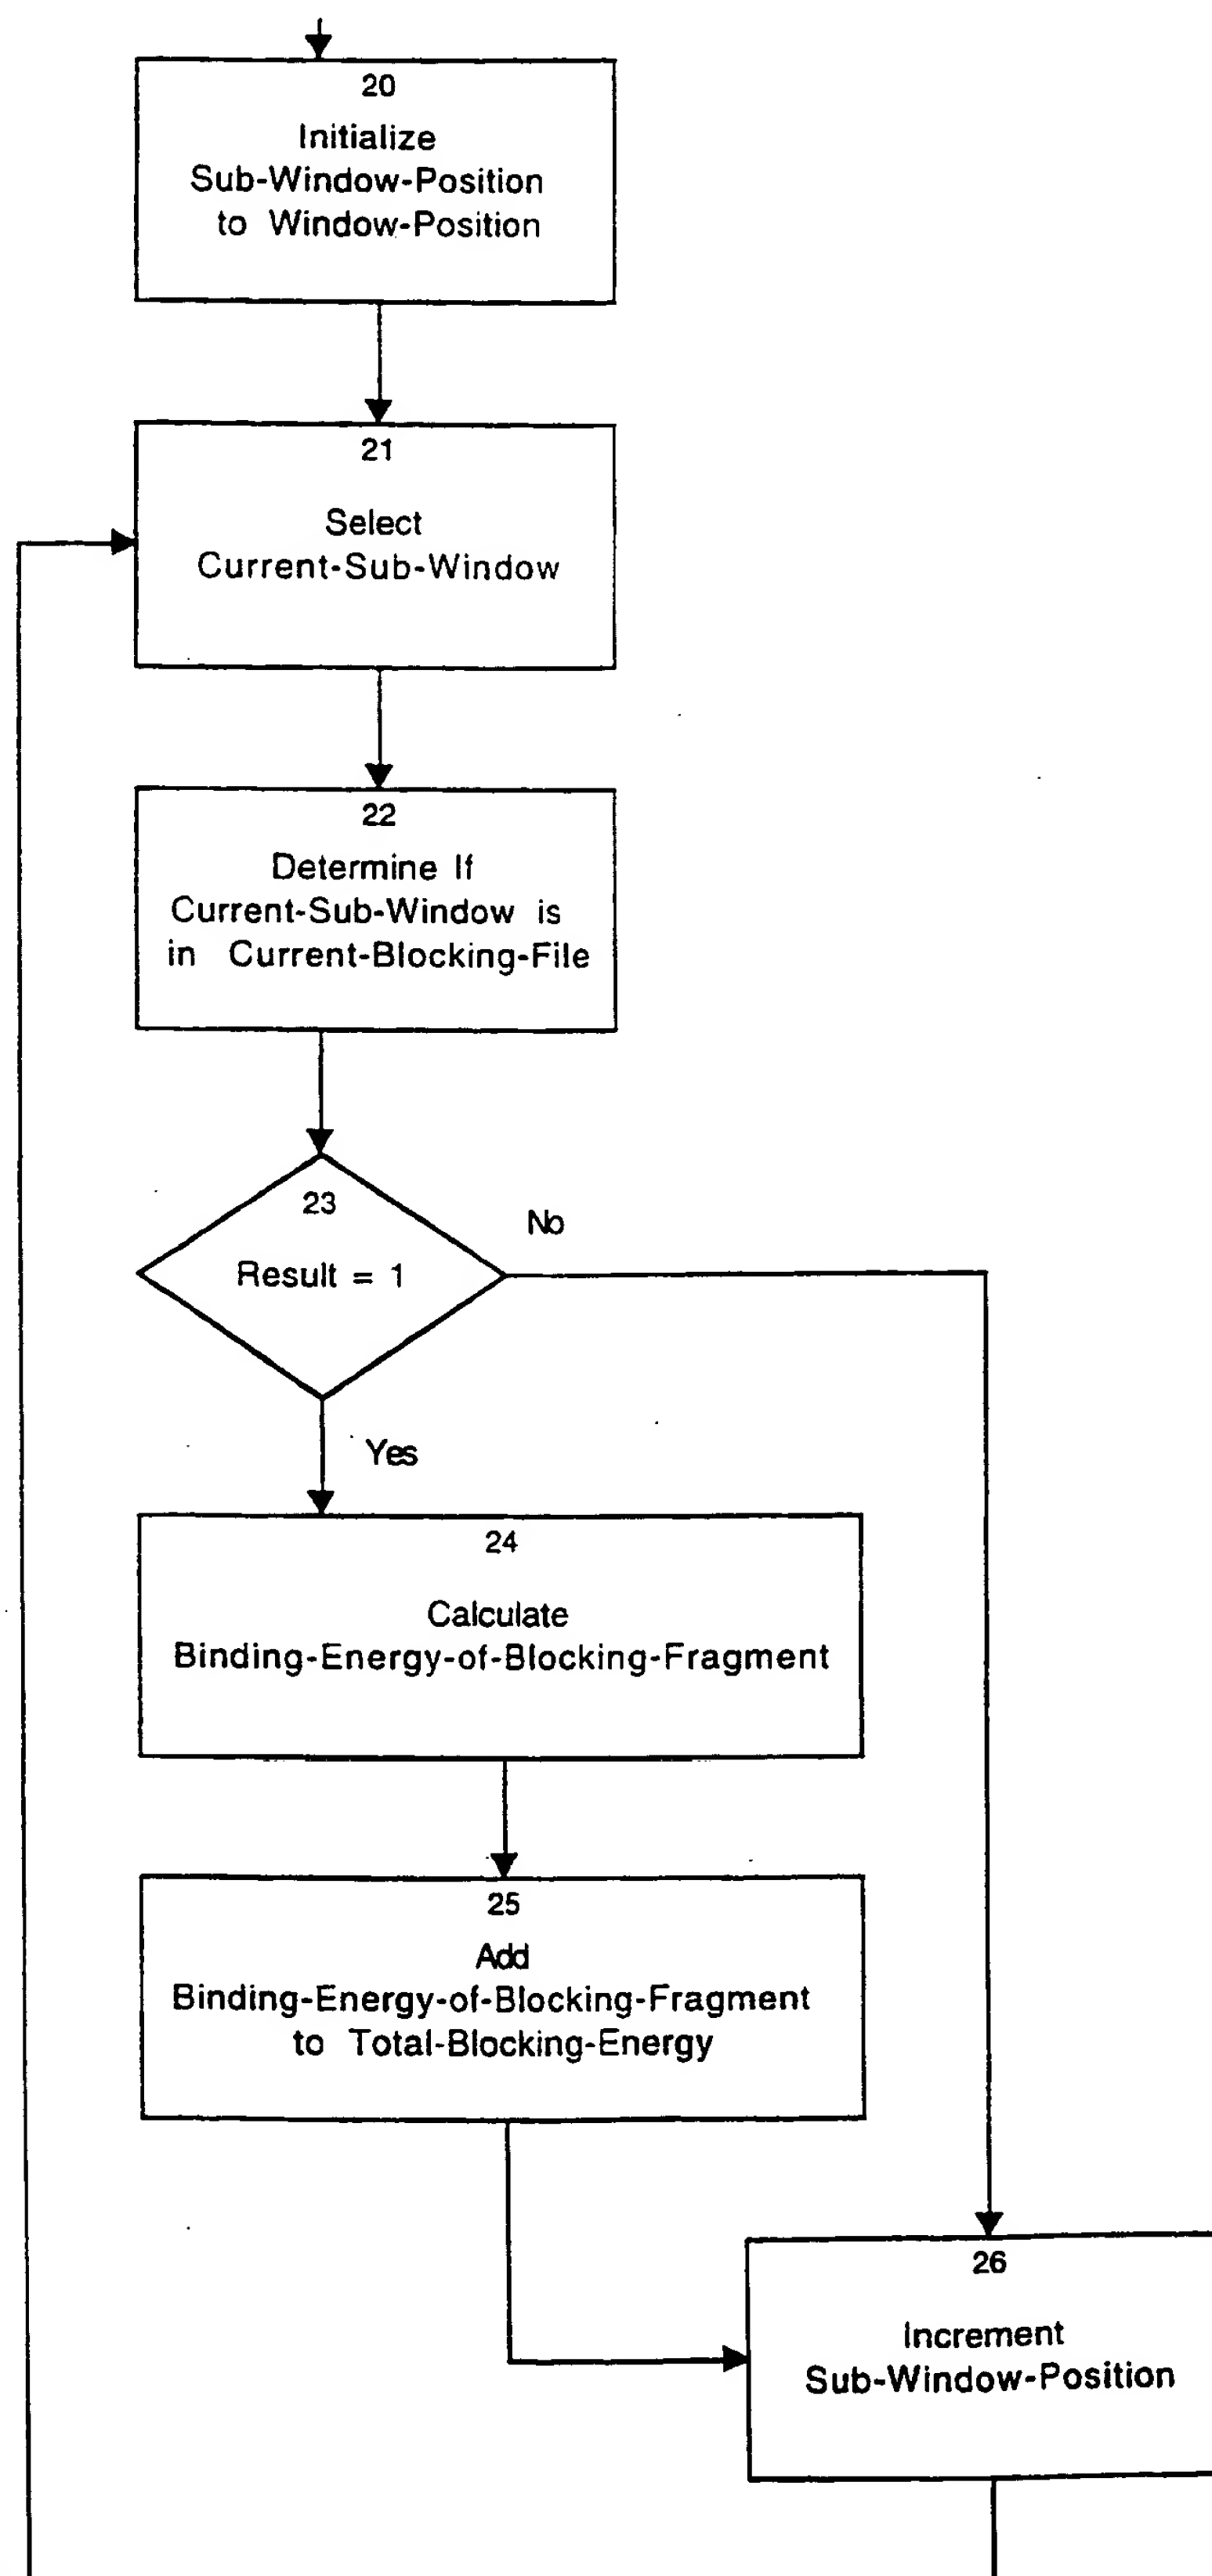 20
Initialize
Sub-Window-Position
to Window-Position
21
Select
Current-Sub-Window
22
Determine If
Current-Sub-Window is
in Current-Blocking-File
23
Result = 1
No
Yes
24
Calculate
Binding-Energy-of-Blocking-Fragment
25
Add
Binding-Energy-of-Blocking-Fragment
to Total-Blocking-Energy
26
Increment
Sub-Window-Position